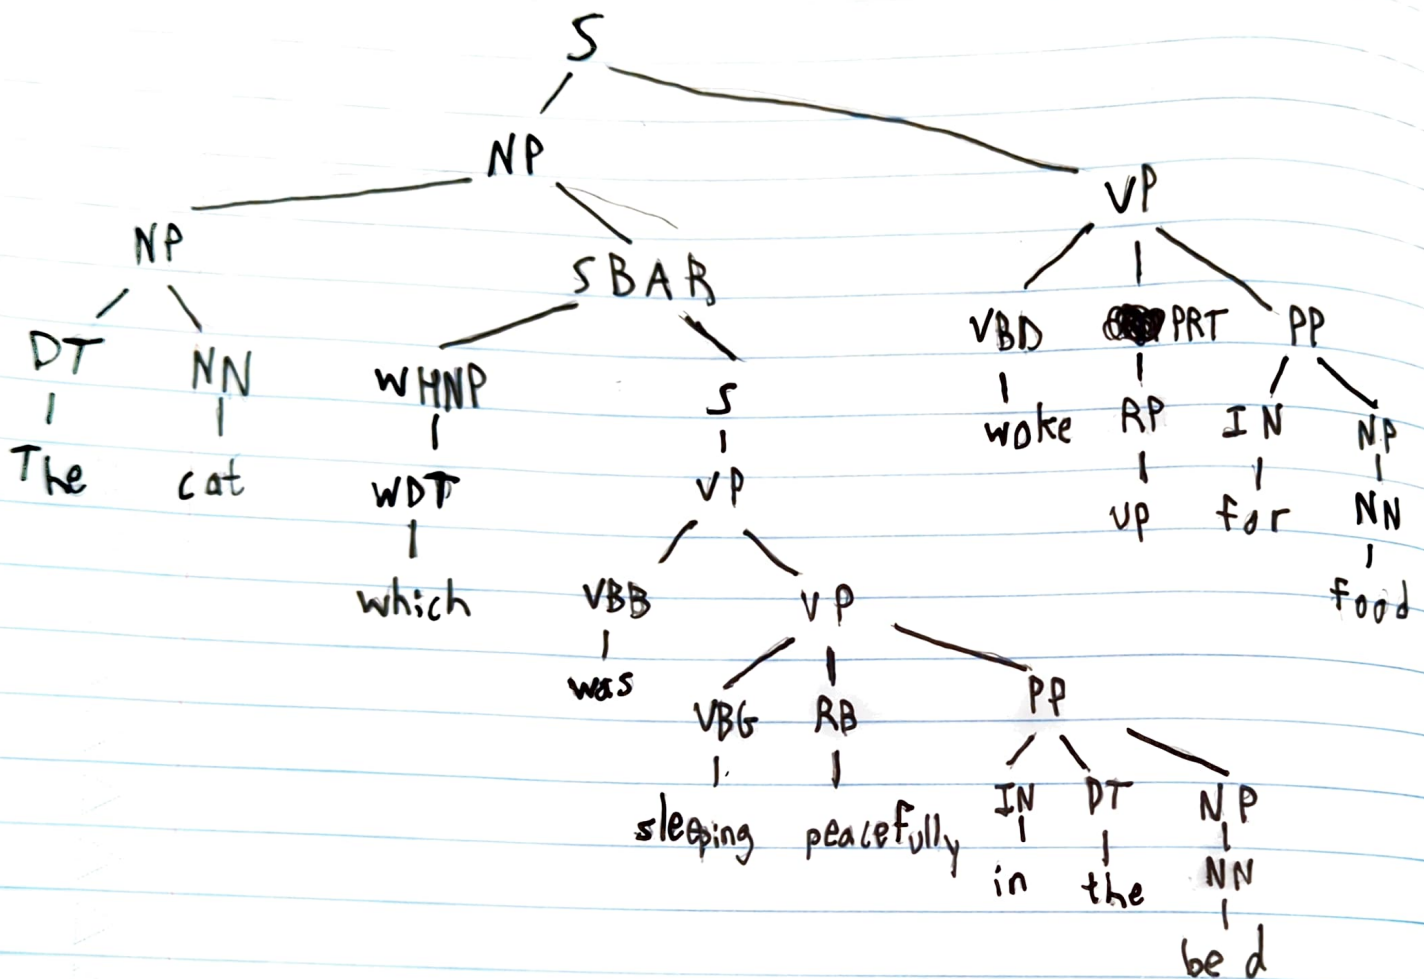 S
NP VP
NP SBAR
DT NN WHNP S VBD PRT PP
The cat WDT VP woke RP IN NP
which VBB VP up for NN
was VBG RB PP food
sleeping peacefully IN DT NP
in the NN
bed